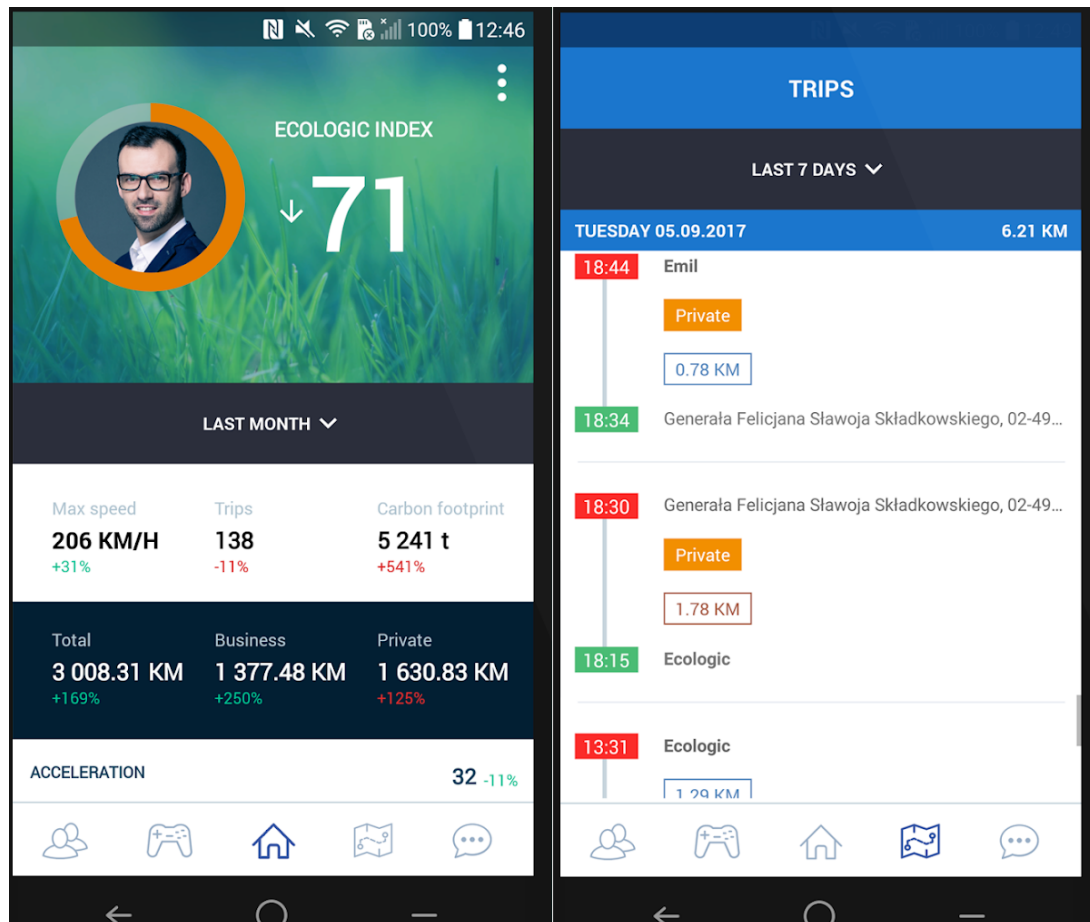 100% 12:46
ECOLOGIC INDEX
71
LAST MONTH
Max speed Trips Carbon footprint
206 KM/H 138 5 241 t
+31% -11% +541%
Total Business Private
3 008.31 KM 1 377.48 KM 1 630.83 KM
+169% +250% +125%
ACCELERATION 32 -11%
TRIPS
LAST 7 DAYS
TUESDAY 05.09.2017 6.21 KM
18:44 Emil
Private
0.78 KM
18:34 Generała Felicjana Sławoja Składkowskiego, 02-49...
18:30 Generała Felicjana Sławoja Składkowskiego, 02-49...
Private
1.78 KM
18:15 Ecologic
13:31 Ecologic
1.29 KM